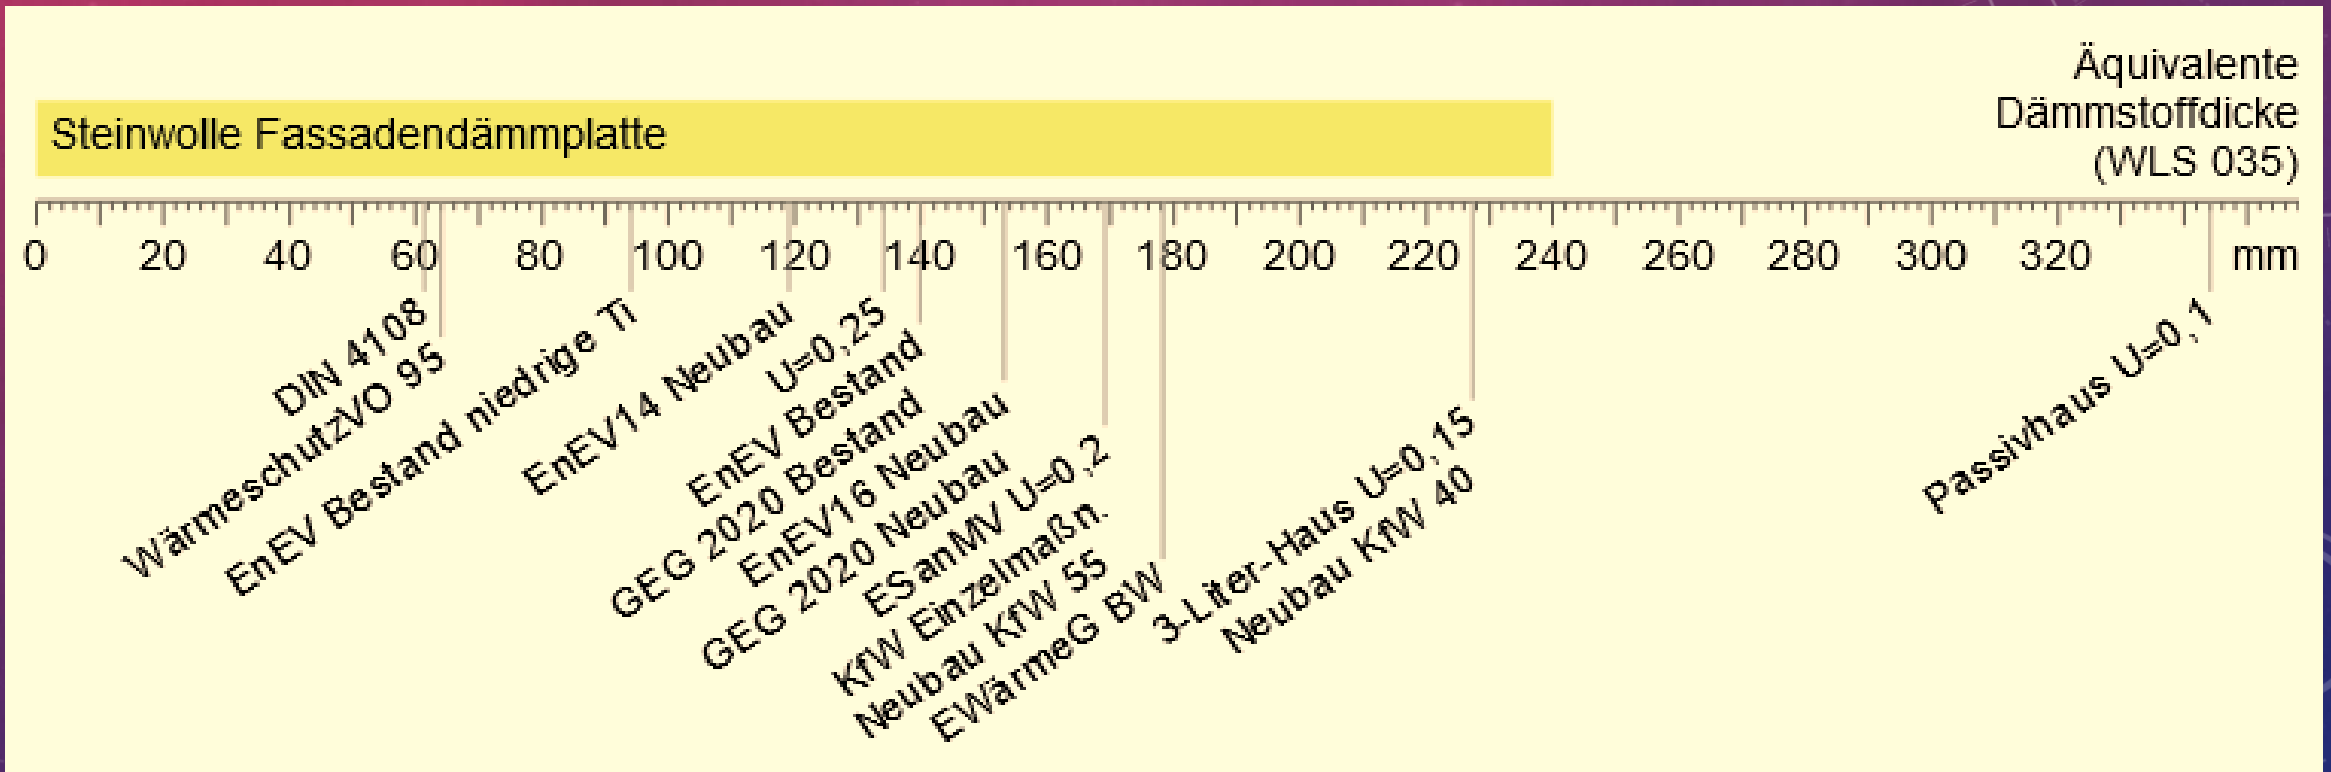 Äquivalente
Dämmstoffdicke
(WLS 035)
Steinwolle Fassadendämmplatte
0 20 40 60 80 100 120 140 160 180 200 220 240 260 280 300 320 mm
DIN 4108
WärmeschutzVO 95
EnEV Bestand niedrige Ti
EnEV14 Neubau
U=0,25
EnEV Bestand
GEG 2020 Bestand
EnEV16 Neubau
GEG 2020 Neubau
ESanMV U=0,2
KfW Einzelmaßn.
Neubau KfW 55
EWärmeG BW
3-Liter-Haus U=0,15
Neubau KfW 40
Passivhaus U=0,1